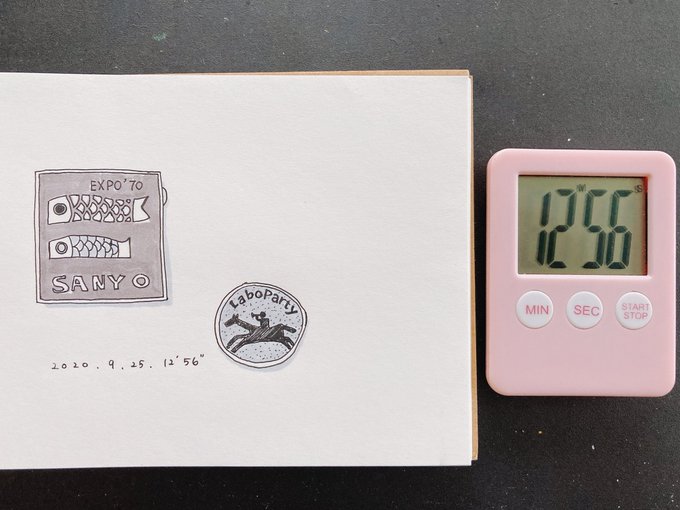 EXPO'70
SANYO
LaboParty
2020.9.25.12'56"
M S
12 56
MIN
SEC
START
STOP